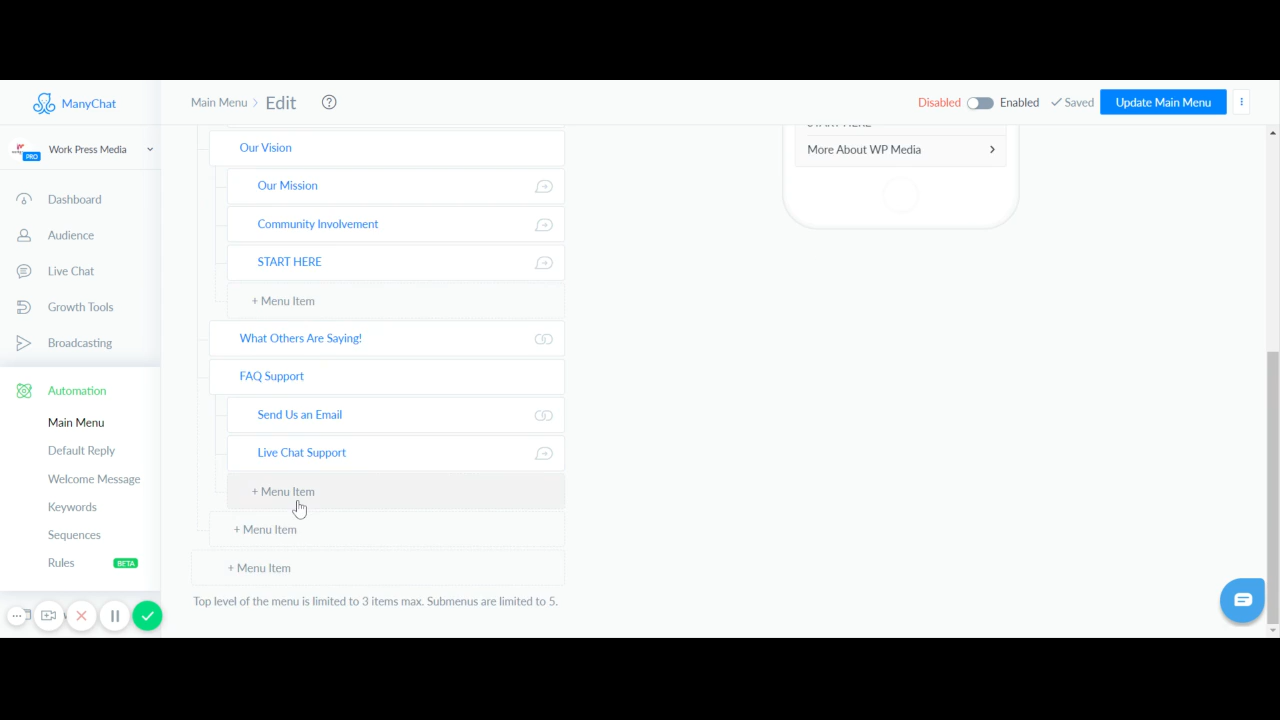 ManyChat
Main Menu > Edit ?
Disabled Enabled ✓ Saved Update Main Menu
PRO Work Press Media
Dashboard
Audience
Live Chat
Growth Tools
Broadcasting
Automation
Main Menu
Default Reply
Welcome Message
Keywords
Sequences
Rules BETA
Our Vision
Our Mission
Community Involvement
START HERE
+ Menu Item
What Others Are Saying!
FAQ Support
Send Us an Email
Live Chat Support
+ Menu Item
+ Menu Item
+ Menu Item
Top level of the menu is limited to 3 items max. Submenus are limited to 5.
START HERE
More About WP Media